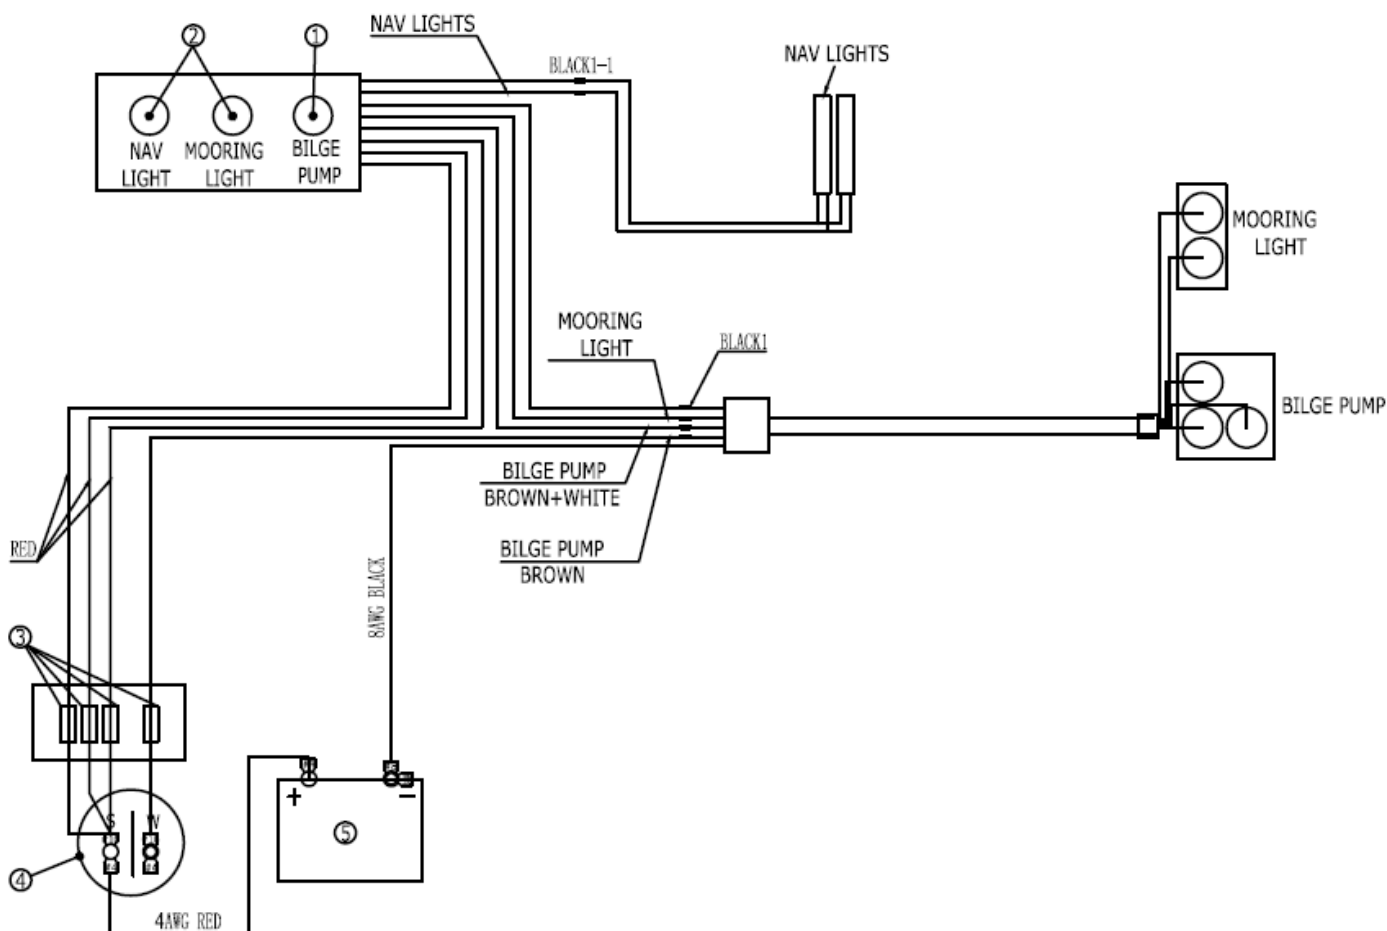 NAV LIGHTS
② ①
BLACK1-1
NAV LIGHTS
NAV
LIGHT
MOORING
LIGHT
BILGE
PUMP
MOORING
LIGHT
MOORING
LIGHT
BLACK1
BILGE PUMP
BILGE PUMP
BROWN+WHITE
RED
BILGE PUMP
BROWN
8AWG BLACK
③
+
-
⑤
S W
④
4AWG RED